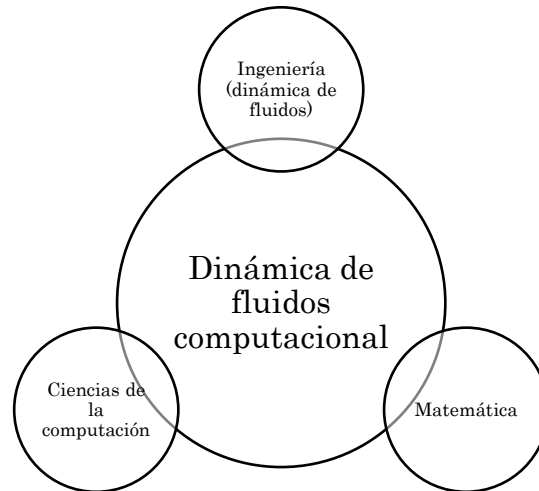 Ingeniería
(dinámica de
fluidos)
Dinámica de
fluidos
computacional
Ciencias de
la
computación
Matemática